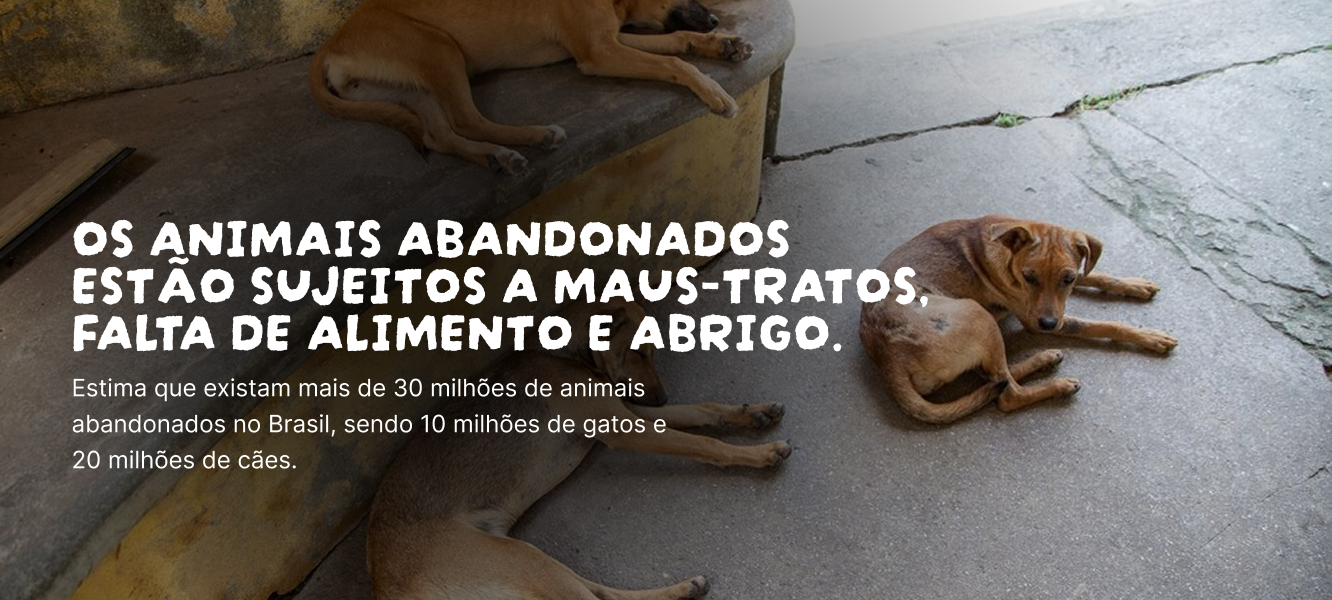 OS ANIMAIS ABANDONADOS
ESTÃO SUJEITOS A MAUS-TRATOS,
FALTA DE ALIMENTO E ABRIGO.
Estima que existam mais de 30 milhões de animais
abandonados no Brasil, sendo 10 milhões de gatos e
20 milhões de cães.